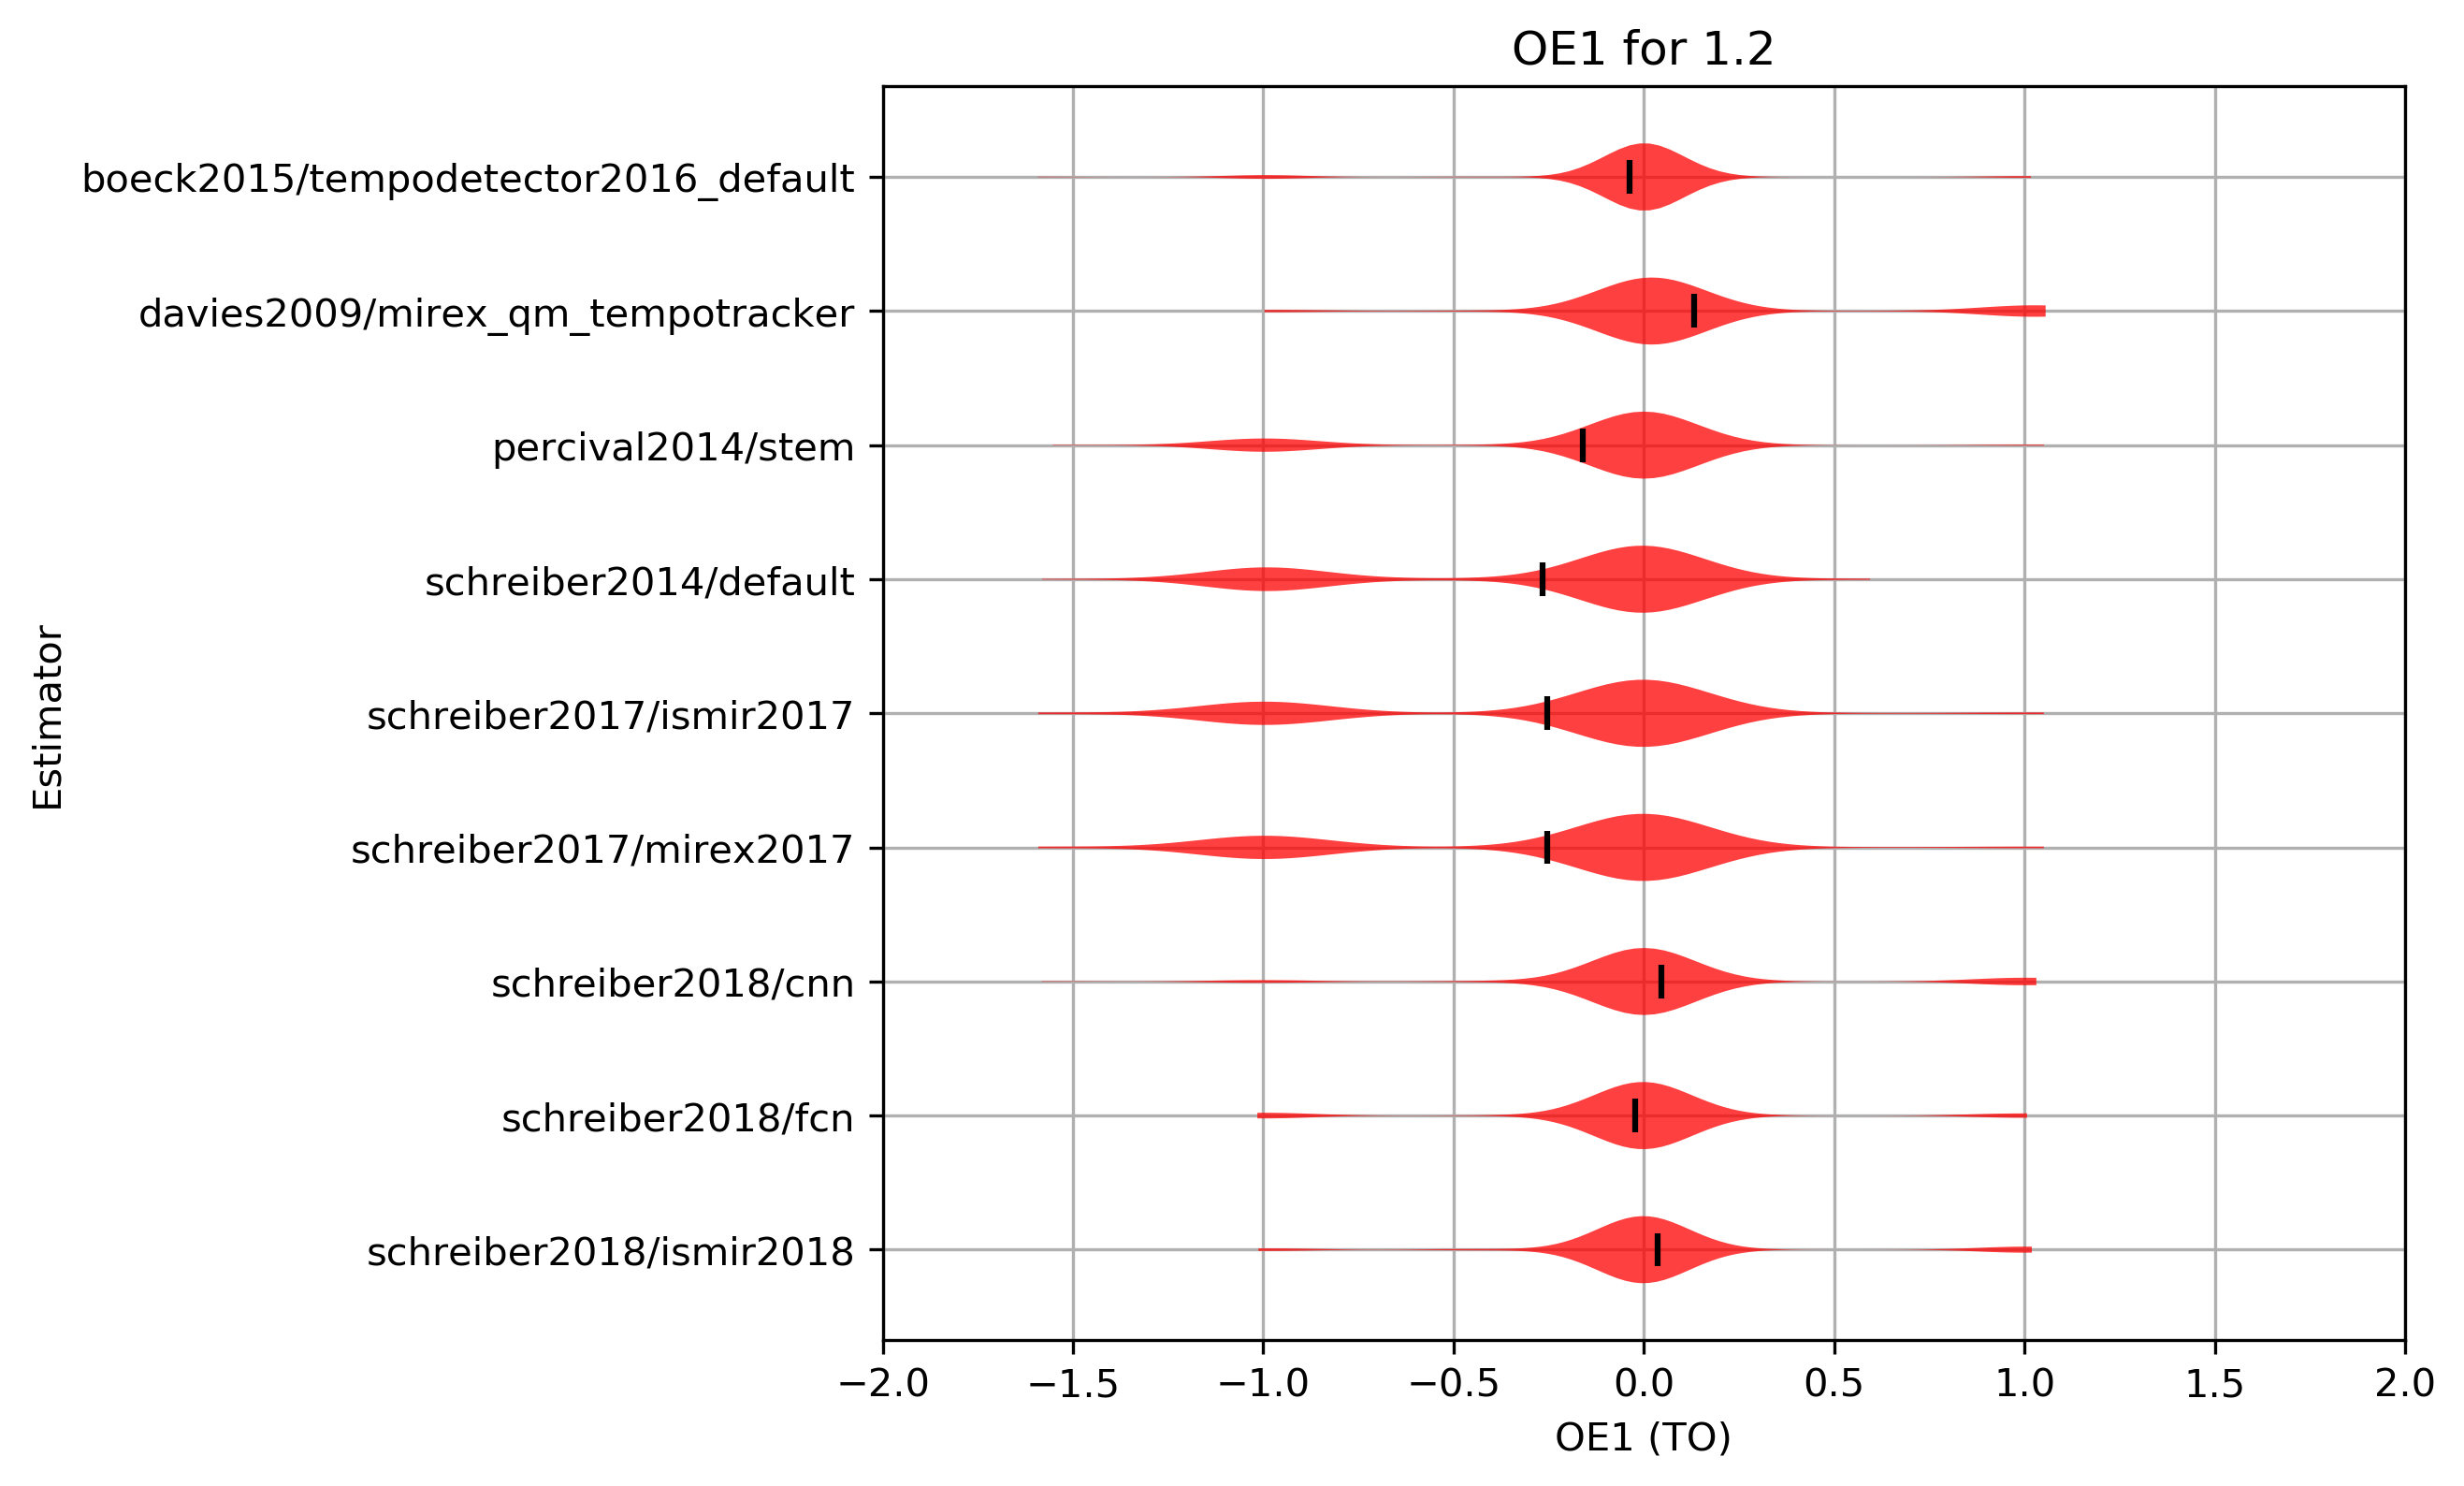 OE1 for 1.2
boeck2015/tempodetector2016_default
davies2009/mirex_qm_tempotracker
percival2014/stem
schreiber2014/default
schreiber2017/ismir2017
schreiber2017/mirex2017
schreiber2018/cnn
schreiber2018/fcn
schreiber2018/ismir2018
Estimator
−2.0 −1.5 −1.0 −0.5 0.0 0.5 1.0 1.5 2.0
OE1 (TO)